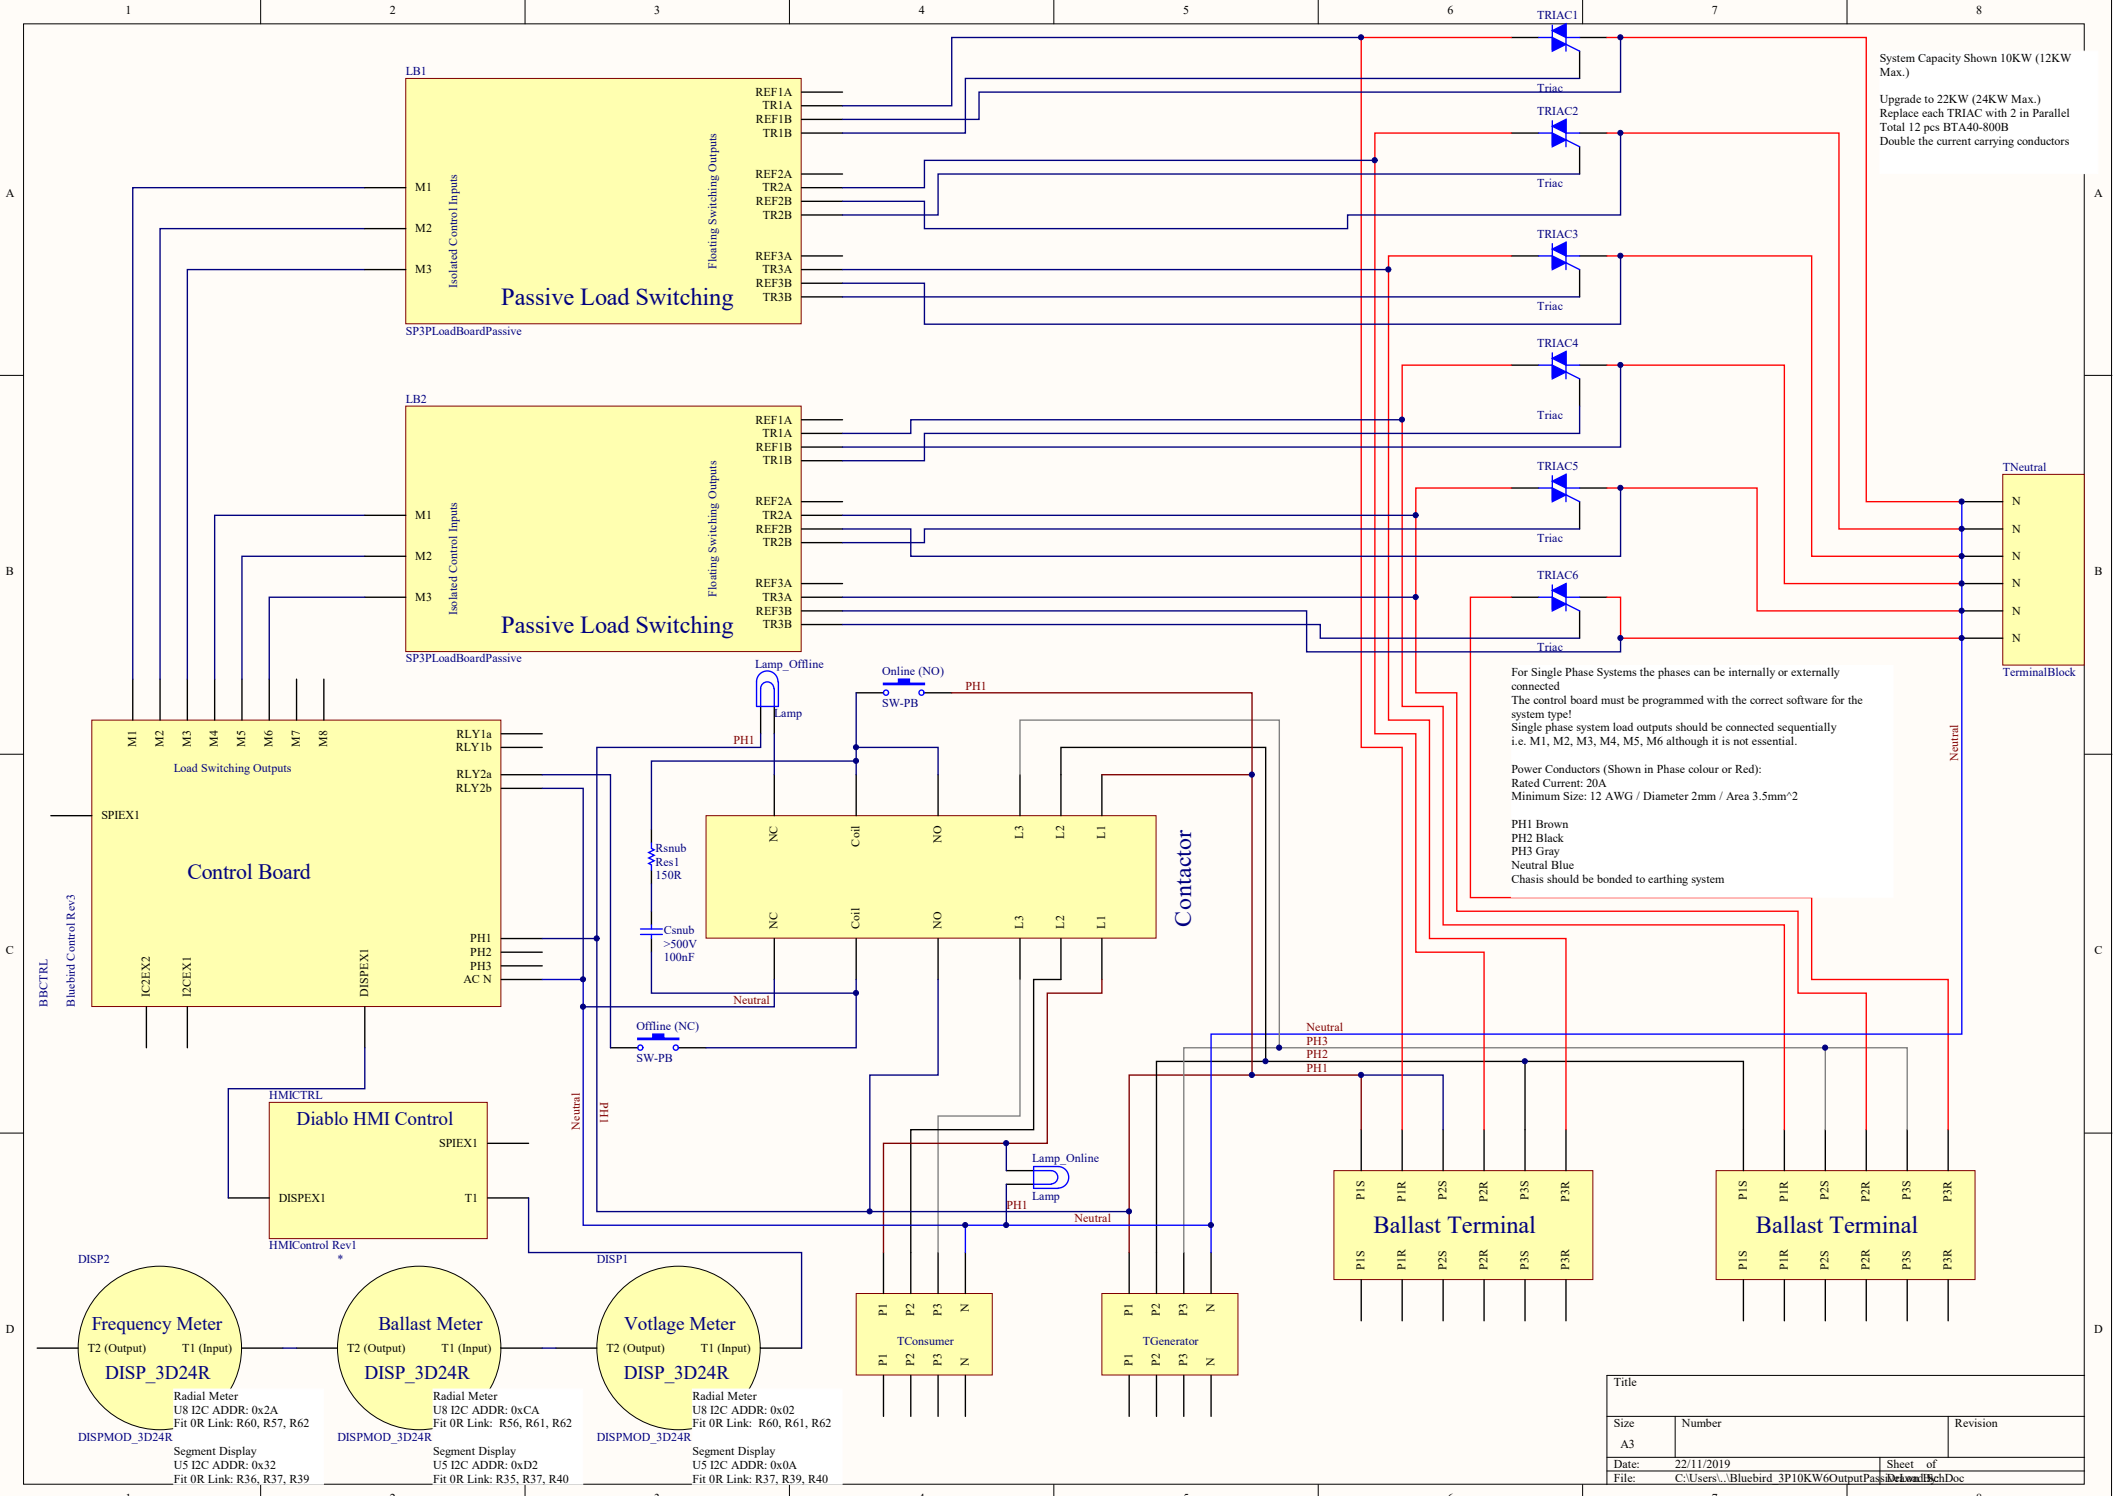 1 2 3 4 5 6 7 8
TRIAC1
System Capacity Shown 10KW (12KW
Max.)
Upgrade to 22KW (24KW Max.)
Replace each TRIAC with 2 in Parallel
Total 12 pcs BTA40-800B
Double the current carrying conductors
LB1
REF1A
TR1A
REF1B
TR1B
REF2A
TR2A
REF2B
TR2B
REF3A
TR3A
REF3B
TR3B
M1
M2
M3
Isolated Control Inputs
Floating Switching Outputs
Passive Load Switching
SP3PLoadBoardPassive
Triac
TRIAC2
Triac
TRIAC3
Triac
TRIAC4
Triac
TRIAC5
Triac
TRIAC6
Triac
A
A
LB2
REF1A
TR1A
REF1B
TR1B
REF2A
TR2A
REF2B
TR2B
REF3A
TR3A
REF3B
TR3B
M1
M2
M3
Isolated Control Inputs
Floating Switching Outputs
Passive Load Switching
SP3PLoadBoardPassive
TNeutral
N
N
N
N
N
N
TerminalBlock
B
B
For Single Phase Systems the phases can be internally or externally
connected
The control board must be programmed with the correct software for the
system type!
Single phase system load outputs should be connected sequentially
i.e. M1, M2, M3, M4, M5, M6 although it is not essential.
Power Conductors (Shown in Phase colour or Red):
Rated Current: 20A
Minimum Size: 12 AWG / Diameter 2mm / Area 3.5mm^2
PH1 Brown
PH2 Black
PH3 Gray
Neutral Blue
Chasis should be bonded to earthing system
Neutral
Lamp_Offline
Lamp
PH1
Online (NO)
SW-PB
PH1
M1 M2 M3 M4 M5 M6 M7 M8
Load Switching Outputs
RLY1a
RLY1b
RLY2a
RLY2b
SPIEX1
Control Board
PH1
PH2
PH3
AC N
IC2EX2
I2CEX1
DISPEX1
BBCTRL
Bluebird Control Rev3
Rsnub
Res1
150R
Csnub
>500V
100nF
NC Coil NO L3 L2 L1
NC Coil NO L3 L2 L1
Contactor
Neutral
Offline (NC)
SW-PB
C
C
Neutral
PH3
PH2
PH1
Neutral
PH1
HMICTRL
Diablo HMI Control
SPIEX1
DISPEX1
T1
HMIControl Rev1
*
Lamp_Online
Lamp
PH1
Neutral
P1S P1R P2S P2R P3S P3R
Ballast Terminal
P1S P1R P2S P2R P3S P3R
P1S P1R P2S P2R P3S P3R
Ballast Terminal
P1S P1R P2S P2R P3S P3R
DISP2
Frequency Meter
T2 (Output) T1 (Input)
DISP_3D24R
DISPMOD_3D24R
Radial Meter
U8 I2C ADDR: 0x2A
Fit 0R Link: R60, R57, R62
Segment Display
U5 I2C ADDR: 0x32
Fit 0R Link: R36, R37, R39
Ballast Meter
T2 (Output) T1 (Input)
DISP_3D24R
DISPMOD_3D24R
Radial Meter
U8 I2C ADDR: 0xCA
Fit 0R Link: R56, R61, R62
Segment Display
U5 I2C ADDR: 0xD2
Fit 0R Link: R35, R37, R40
DISP1
Votlage Meter
T2 (Output) T1 (Input)
DISP_3D24R
DISPMOD_3D24R
Radial Meter
U8 I2C ADDR: 0x02
Fit 0R Link: R60, R61, R62
Segment Display
U5 I2C ADDR: 0x0A
Fit 0R Link: R37, R39, R40
P1 P2 P3 N
TConsumer
P1 P2 P3 N
P1 P2 P3 N
TGenerator
P1 P2 P3 N
D
D
Title
Size
A3
Number
Revision
Date: 22/11/2019
Sheet of
File: C:\Users\..\Bluebird_3P10KW6OutputPas